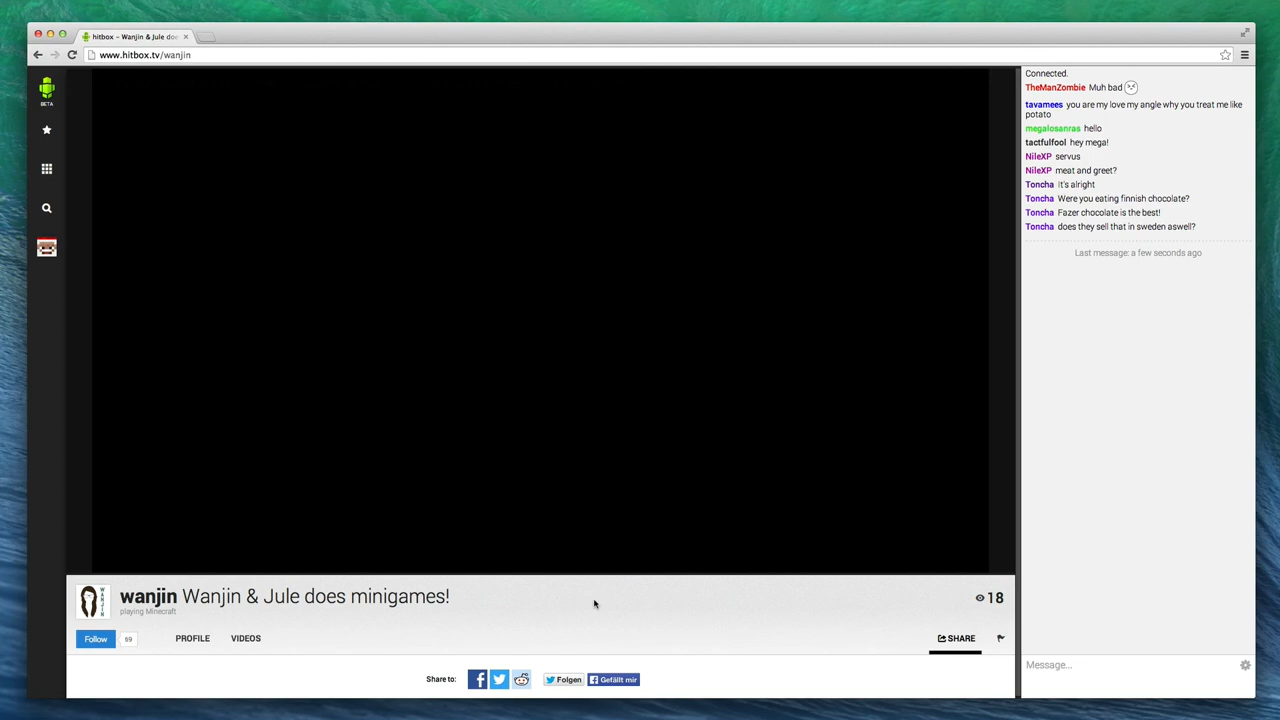 hitbox - Wanjin & Jule doe
www.hitbox.tv/wanjin
BETA
Connected.
TheManZombie Muh bad
tavamees you are my love my angle why you treat me like
potato
megalosanras hello
tactfulfool hey mega!
NileXP servus
NileXP meat and greet?
Toncha It's alright
Toncha Were you eating finnish chocolate?
Toncha Fazer chocolate is the best!
Toncha does they sell that in sweden aswell?
Last message: a few seconds ago
WANJIN
wanjin Wanjin & Jule does minigames!
playing Minecraft
18
Follow 59
PROFILE
VIDEOS
SHARE
Share to:
Folgen
Gefällt mir
Message...